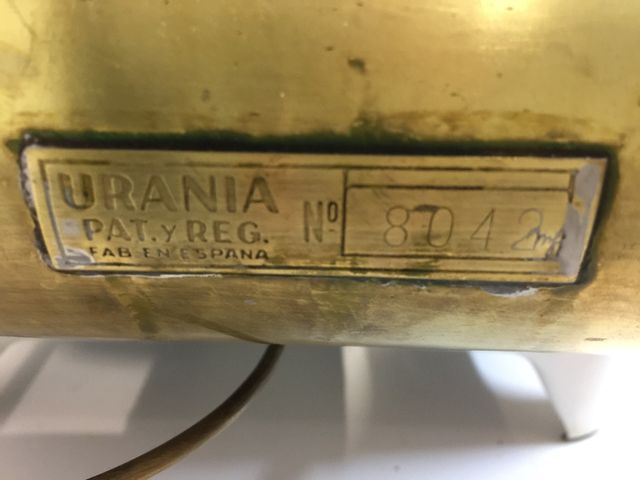 URANIA
PAT. y REG.
FAB. EN ESPANA
Nº 8042